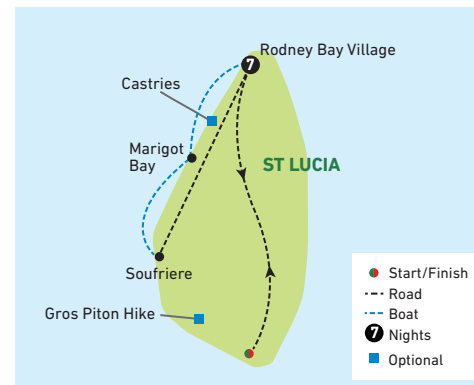 Rodney Bay Village
7
Castries
Marigot
Bay
ST LUCIA
Soufriere
Gros Piton Hike
Start/Finish
Road
Boat
7 Nights
Optional